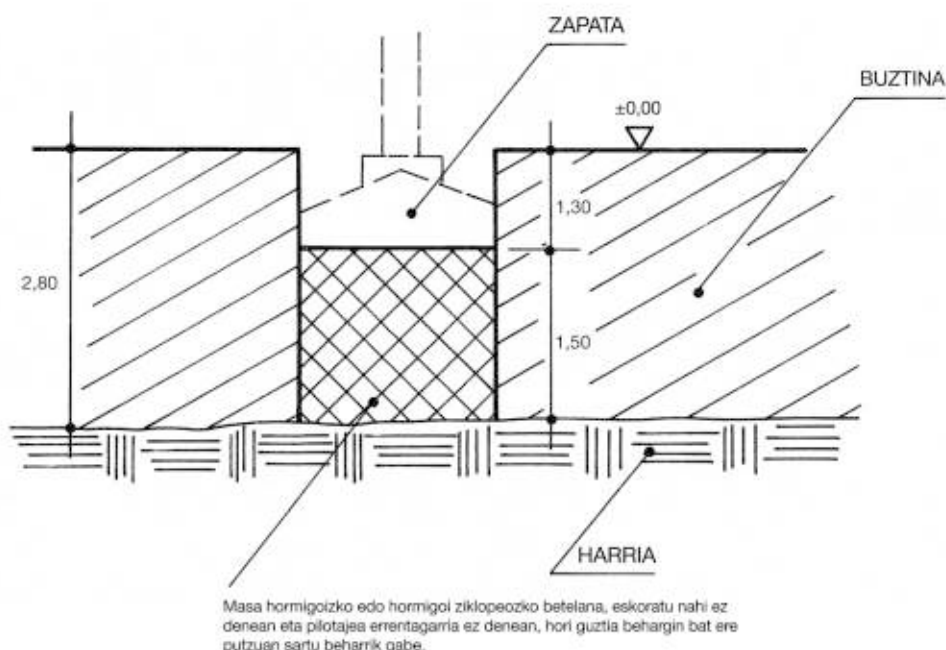 ZAPATA
BUZTINA
±0,00
1,30
2,80
1,50
HARRIA
Masa hormigoizko edo hormigoi ziklopeozko betelana, eskoratu nahi ez
denean eta pilotajea errentagarria ez denean, hori guztia behargin bat ere
putzuan sartu beharrik gabe.